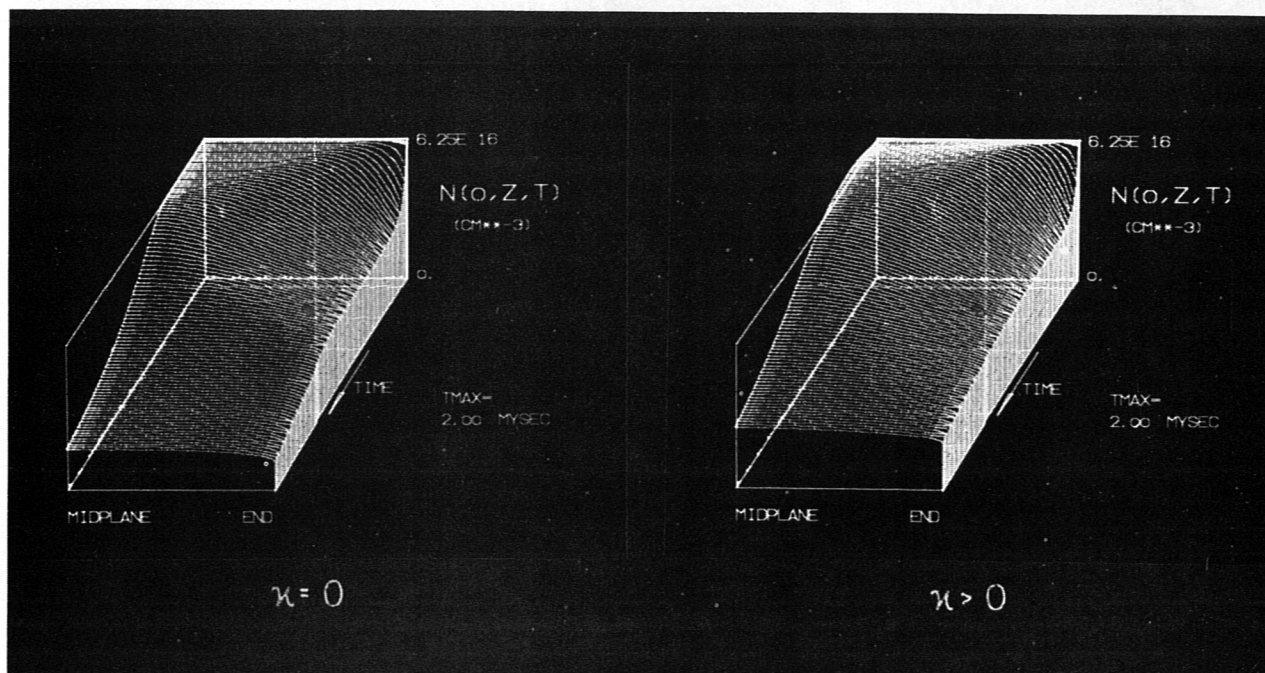 6.25E 16
N(O,Z,T)
(CM**-3)
O.
TIME
TMAX=
2.00 MYSEC
MIDPLANE END
ϰ = 0
6.25E 16
N(O,Z,T)
(CM**-3)
O.
TIME
TMAX=
2.00 MYSEC
MIDPLANE END
ϰ > 0